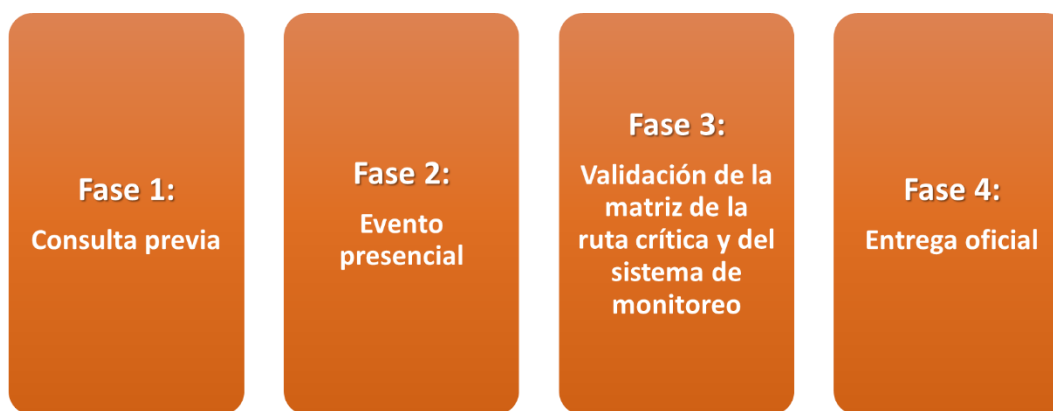 Fase 1:
Consulta previa
Fase 2:
Evento
presencial
Fase 3:
Validación de la
matriz de la
ruta crítica y del
sistema de
monitoreo
Fase 4:
Entrega oficial